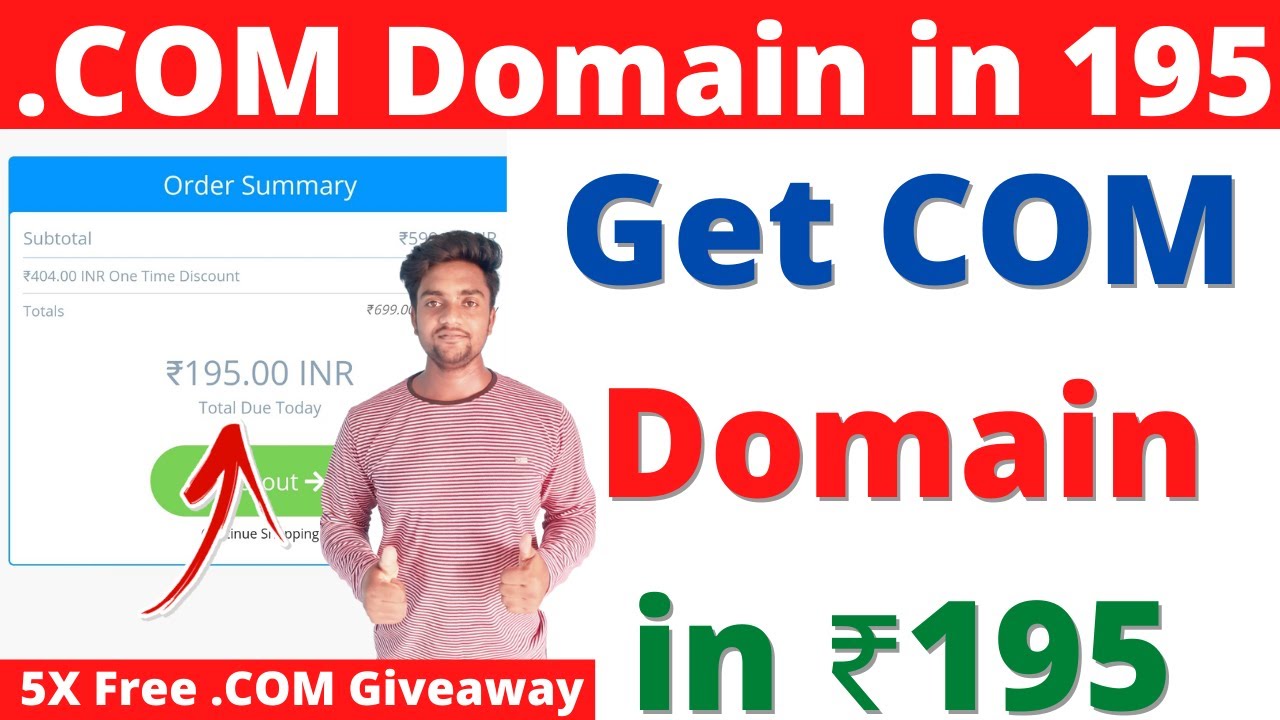 .COM Domain in 195
Order Summary
Subtotal
₹404.00 INR One Time Discount
Totals
₹195.00 INR
Total Due Today
Get COM
Domain
in ₹195
5X Free .COM Giveaway